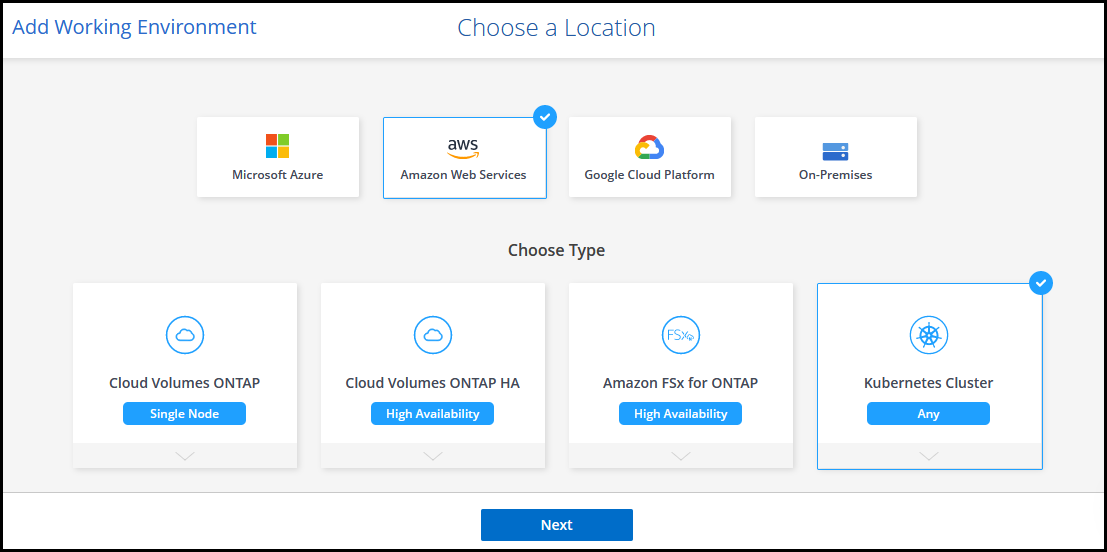 Add Working Environment
Choose a Location
aws
Microsoft Azure
Amazon Web Services
Google Cloud Platform
On-Premises
Choose Type
FSx
Cloud Volumes ONTAP
Cloud Volumes ONTAP HA
Amazon FSx for ONTAP
Kubernetes Cluster
Single Node
High Availability
High Availability
Any
Next